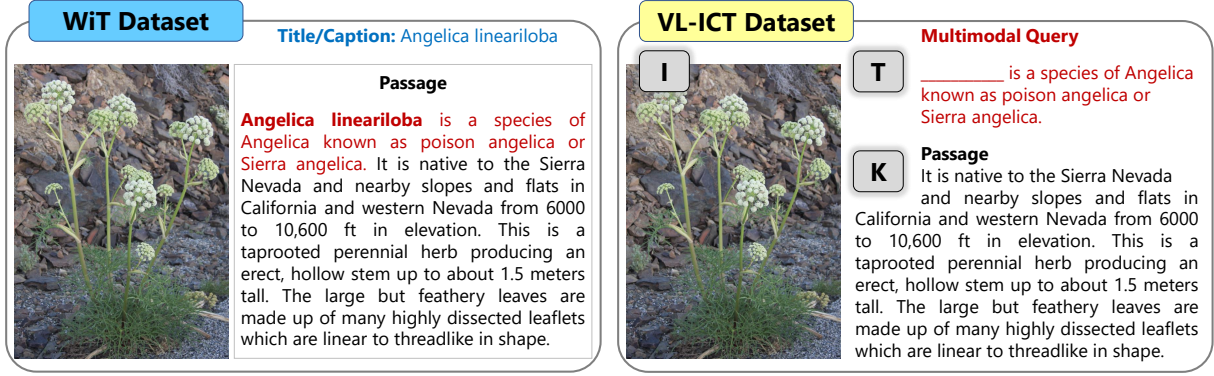 WiT Dataset
Title/Caption: Angelica lineariloba
Passage
Angelica lineariloba is a species of
Angelica known as poison angelica or
Sierra angelica. It is native to the Sierra
Nevada and nearby slopes and flats in
California and western Nevada from 6000
to 10,600 ft in elevation. This is a
taprooted perennial herb producing an
erect, hollow stem up to about 1.5 meters
tall. The large but feathery leaves are
made up of many highly dissected leaflets
which are linear to threadlike in shape.
VL-ICT Dataset
I
T
Multimodal Query
__________ is a species of Angelica
known as poison angelica or
Sierra angelica.
K
Passage
It is native to the Sierra Nevada
and nearby slopes and flats in
California and western Nevada from 6000
to 10,600 ft in elevation. This is a
taprooted perennial herb producing an
erect, hollow stem up to about 1.5 meters
tall. The large but feathery leaves are
made up of many highly dissected leaflets
which are linear to threadlike in shape.